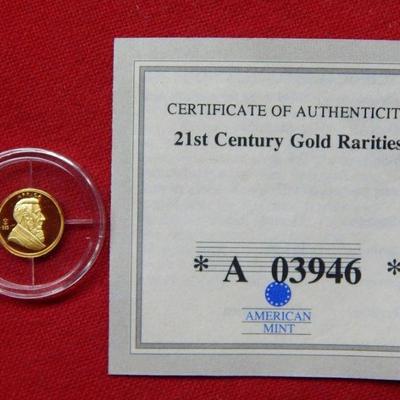 CERTIFICATE OF AUTHENTICIT
21st Century Gold Rarities
* A 03946 *
AMERICAN
MINT